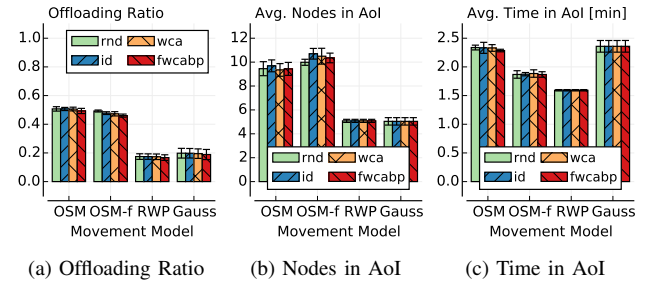 Offloading Ratio
1.0
0.8
0.6
0.4
0.2
0.0
rnd
wca
id
fwcabp
OSM OSM-f RWP Gauss
Movement Model
(a) Offloading Ratio
Avg. Nodes in AoI
12
10
8
6
4
2
0
rnd
wca
id
fwcabp
OSM OSM-f RWP Gauss
Movement Model
(b) Nodes in AoI
Avg. Time in AoI [min]
2.5
2.0
1.5
1.0
0.5
0.0
rnd
wca
id
fwcabp
OSM OSM-f RWP Gauss
Movement Model
(c) Time in AoI